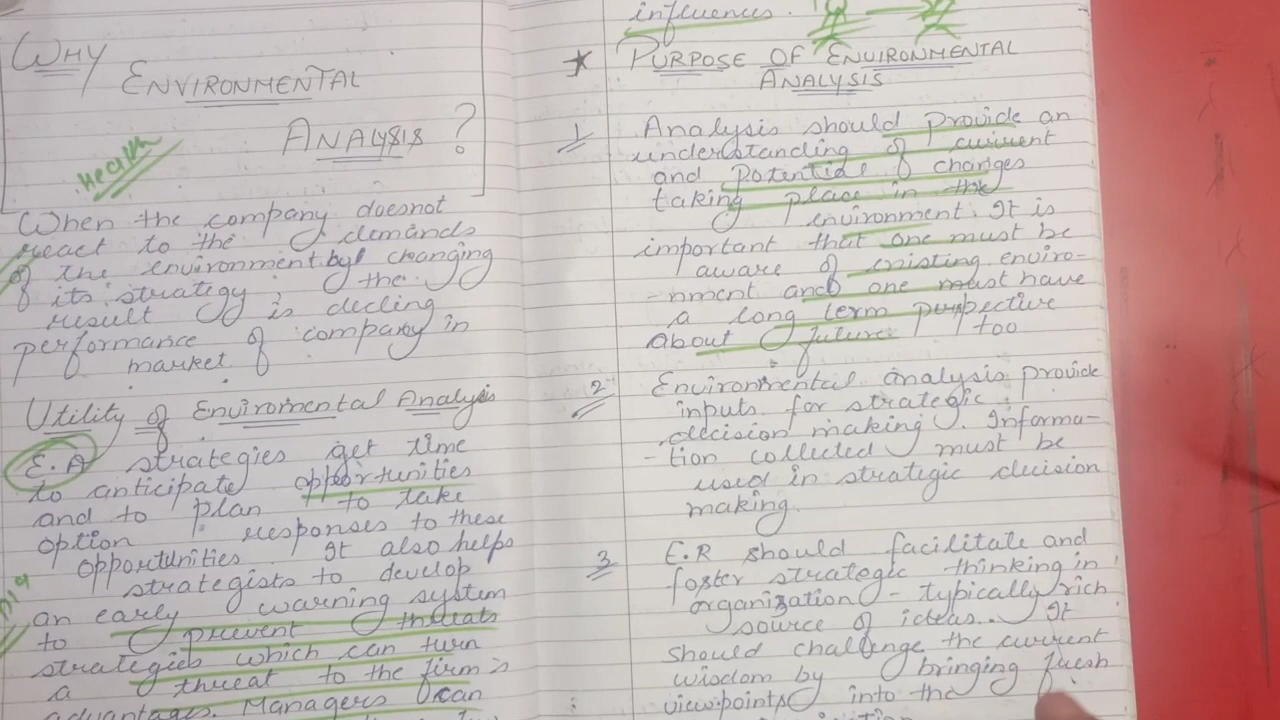 WHY
ENVIRONMENTAL
ANALYSIS ?
Health
When the company doesnot
react to the demands
of the environment by changing
its strategy the
result is decling
performance of company in
market.
Utility of Enviromental Analysis
E.A strategies get time
to anticipate opportunities
and to plan to take
option responses to these
opportunities. It also helps
strategists to develop
an early warning system
to prevent threats
strategies which can turn
a threat to the firm's
advantages. Managers can
influences.
★ PURPOSE OF ENVIRONMENTAL
ANALYSIS
1 Analysis should provide an
understanding of current
and potential of changes
taking place in the
environment. It is
important that one must be
aware of existing enviro-
-nment and one must have
a long term perspective
about future too
2 Environmental analysis provide
inputs for strategic
decision making. Informa-
-tion collected must be
used in strategic decision
making.
3 E.R should facilitate and
foster strategic thinking in
organization - typically rich
source of ideas. It
should challenge the current
wisdom by bringing fresh
viewpoints into the